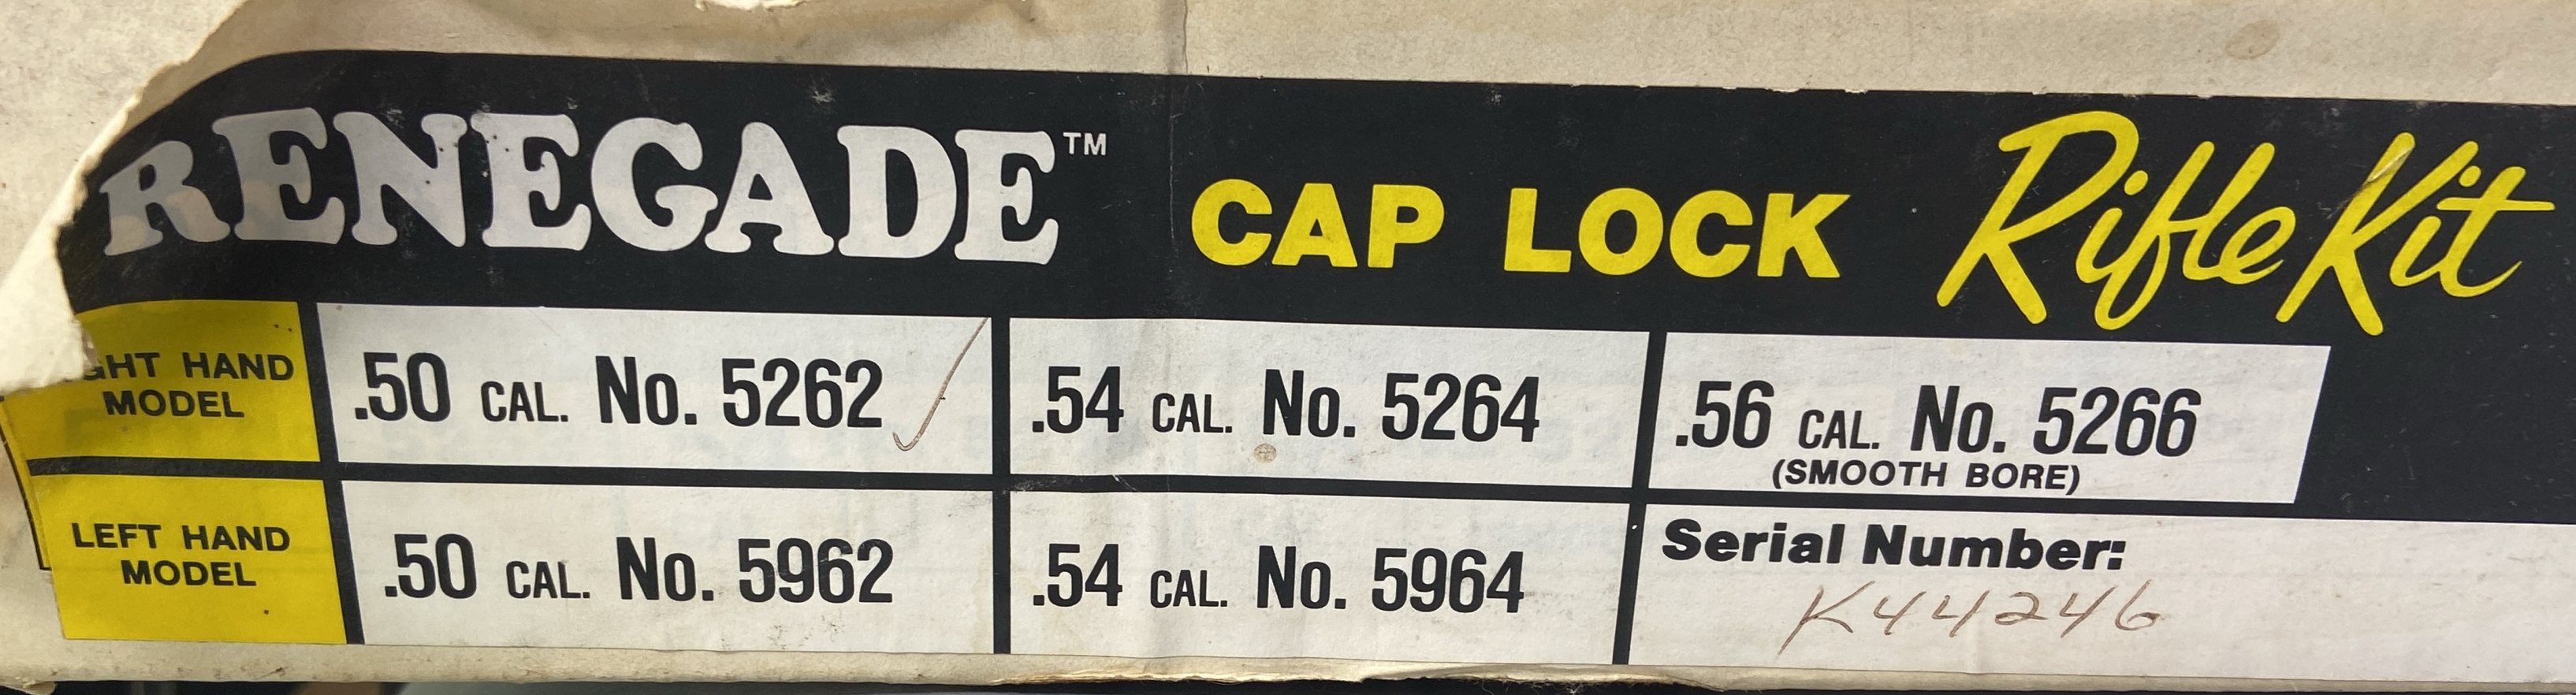 RENEGADE™ CAP LOCK Rifle Kit
GHT HAND MODEL .50 CAL. No. 5262 ✓ .54 CAL. No. 5264 .56 CAL. No. 5266
(SMOOTH BORE)
LEFT HAND MODEL .50 CAL. No. 5962 .54 CAL. No. 5964 Serial Number:
K44246